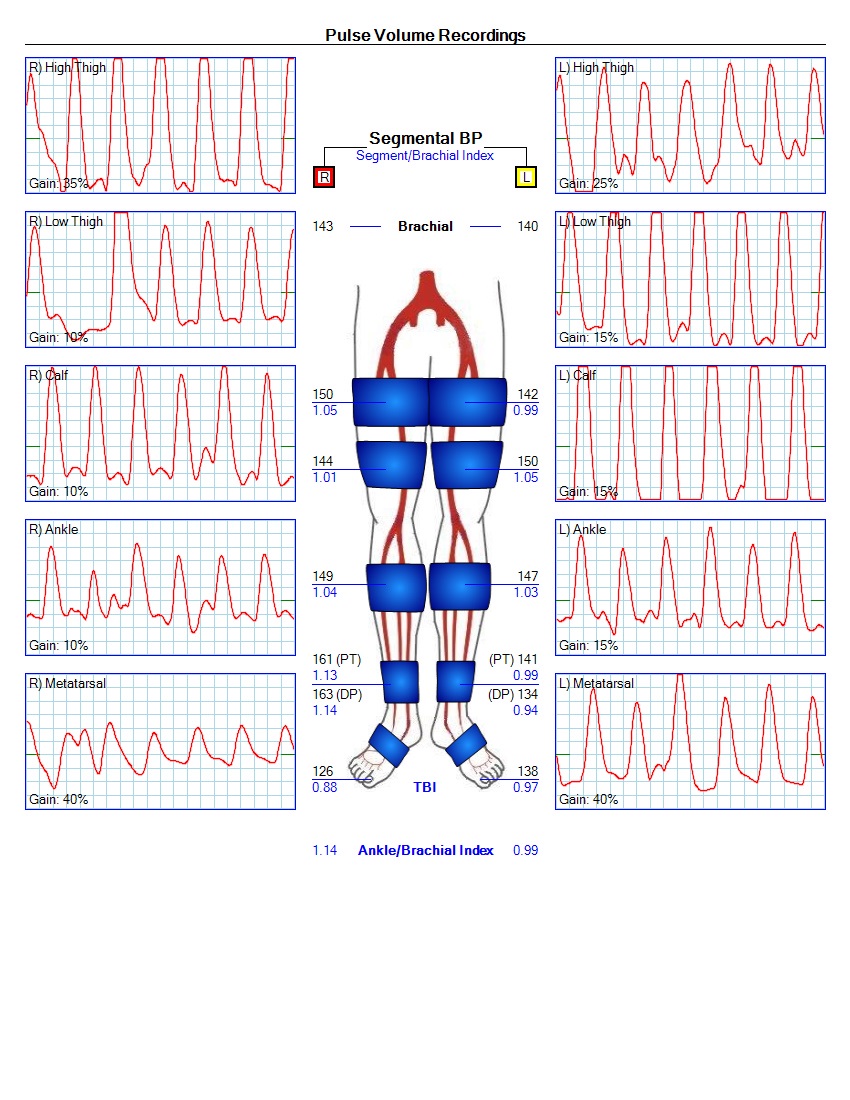 Pulse Volume Recordings
R) High Thigh
Gain: 35%
L) High Thigh
Gain: 25%
Segmental BP
Segment/Brachial Index
R
L
143 Brachial 140
R) Low Thigh
Gain: 10%
L) Low Thigh
Gain: 15%
R) Calf
Gain: 10%
L) Calf
Gain: 15%
150
1.05
142
0.99
144
1.01
150
1.05
R) Ankle
Gain: 10%
L) Ankle
Gain: 15%
149
1.04
147
1.03
161 (PT)
1.13
163 (DP)
1.14
(PT) 141
0.99
(DP) 134
0.94
R) Metatarsal
Gain: 40%
L) Metatarsal
Gain: 40%
126
0.88
TBI
138
0.97
1.14 Ankle/Brachial Index 0.99